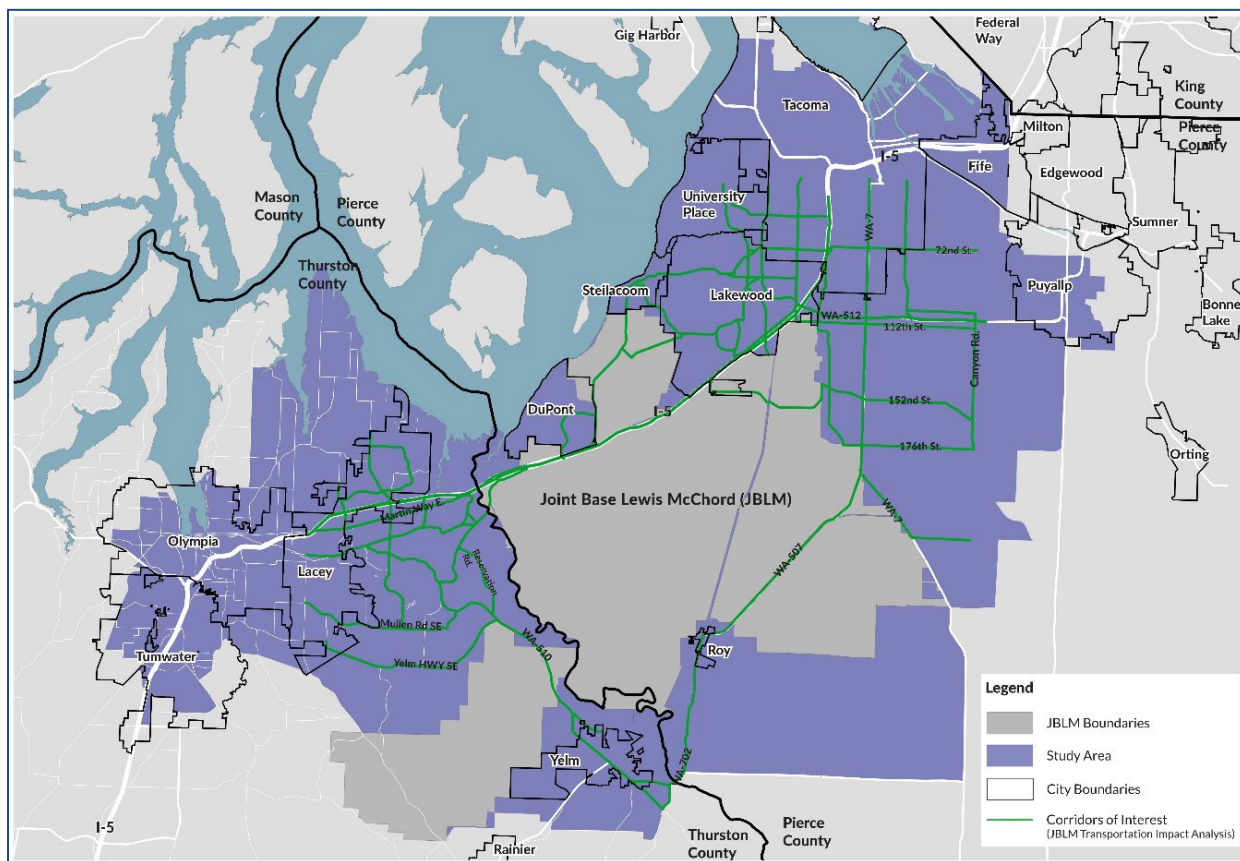 Gig Harbor
Federal
Way
King
County
Pierce
County
Tacoma
Milton
I-5
Fife
Edgewood
Mason
County
Pierce
County
University
Place
WA-7
Sumner
72nd St.
Thurston
County
Steilacoom
Lakewood
Puyallp
Bonne
Lake
WA-512
112th St.
Canyon Rd.
DuPont
I-5
152nd St.
176th St.
Orting
Joint Base Lewis McChord (JBLM)
Martin Way E.
WA-7
Olympia
Lacey
Reservation
Rd.
WA-507
Mullen Rd SE
Roy
Tumwater
Yelm HWY SE
WA-510
Yelm
WA-702
I-5
Rainier
Thurston
County
Pierce
County
Legend
JBLM Boundaries
Study Area
City Boundaries
Corridors of Interest
(JBLM Transportation Impact Analysis)